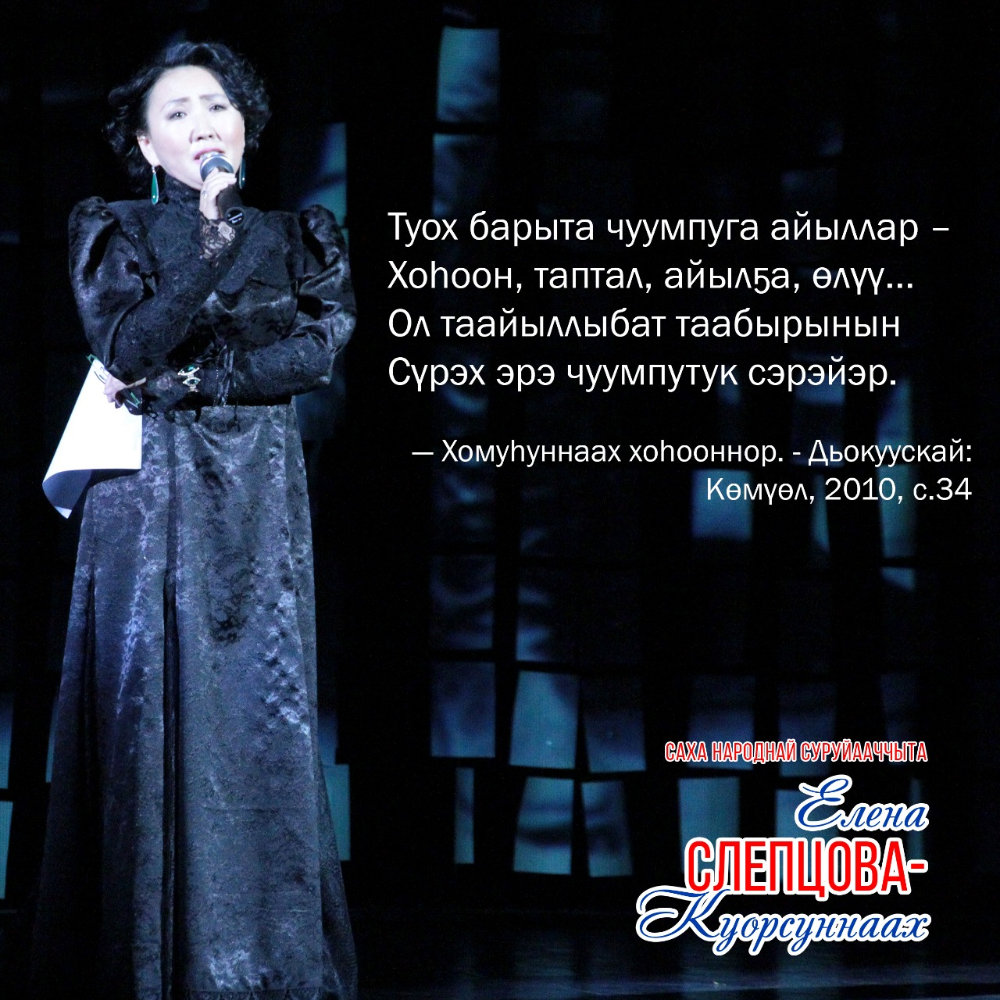 Туох барыта чуумпуга айыллар –
Хоһоон, таптал, айылҕа, өлүү...
Ол таайыллыбат таабырынын
Сүрэх эрэ чуумпутук сэрэйэр.
— Хомуһуннаах хоһооннор. - Дьокуускай:
Көмүөл, 2010, с.34
САХА НАРОДНАЙ СУРУЙААЧЧЫТА
Елена
СЛЕПЦОВА-
Куорсуннаах